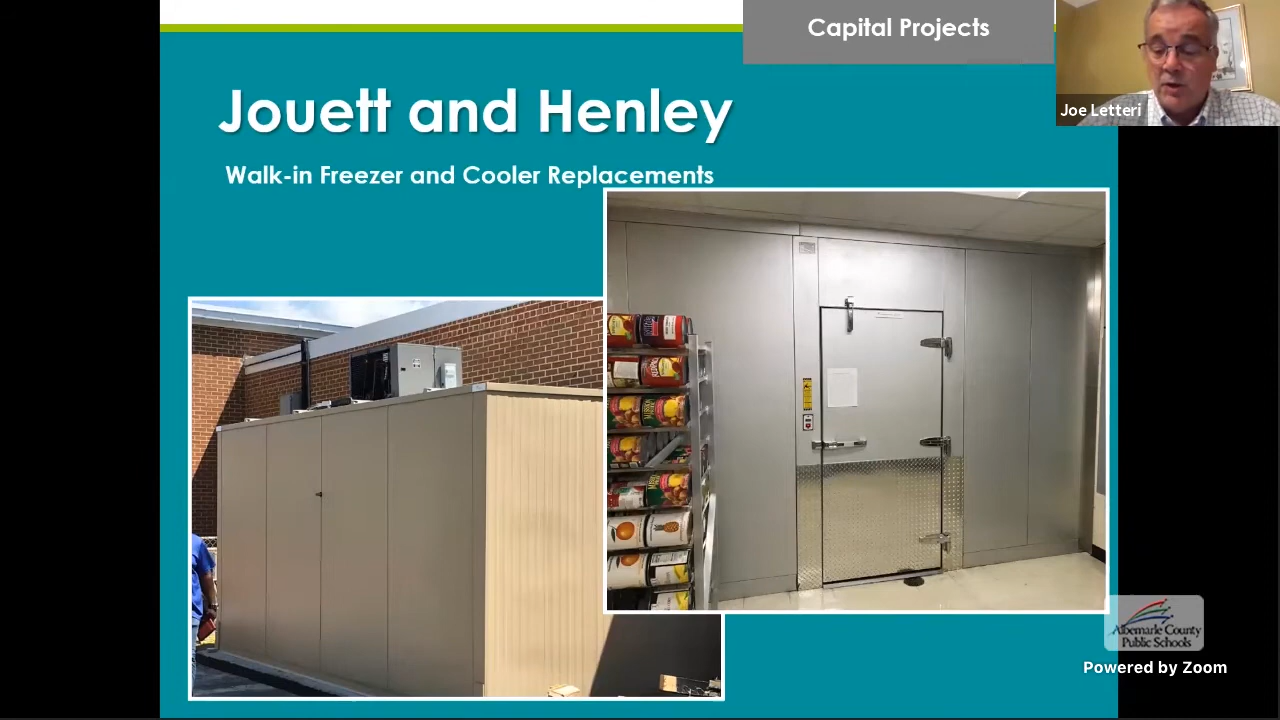 Capital Projects
Joe Letteri
Jouett and Henley
Walk-in Freezer and Cooler Replacements
Albemarle County
Public Schools
Powered by Zoom